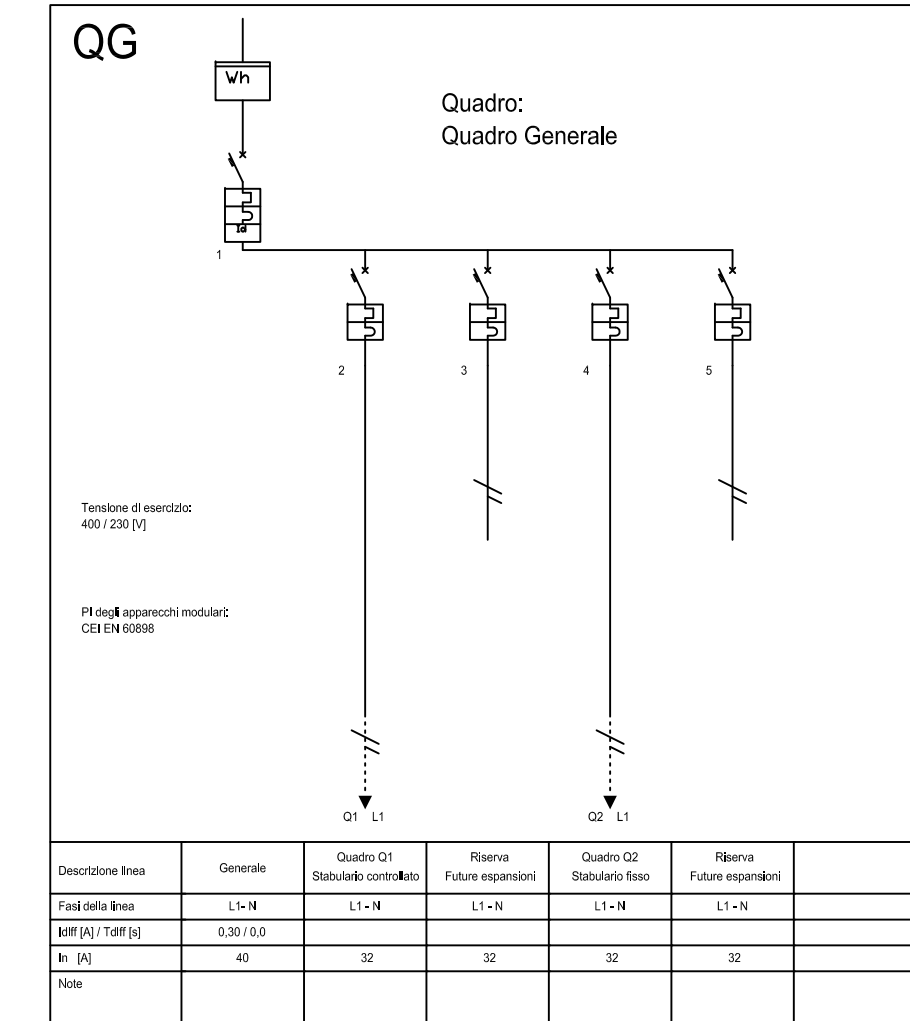 QG
Wh
Quadro:
Quadro Generale
Id
1
2
3
4
5
Tensione di esercizio:
400 / 230 [V]
PI degli apparecchi modulari:
CEI EN 60898
Q1 L1
Q2 L1
Descrizione linea
Generale
Quadro Q1
Stabulario controllato
Riserva
Future espansioni
Quadro Q2
Stabulario fisso
Riserva
Future espansioni
Fasi della linea L1 - N L1 - N L1 - N L1 - N L1 - N
Idiff [A] / Tdiff [s] 0,30 / 0,0
In [A] 40 32 32 32 32
Note